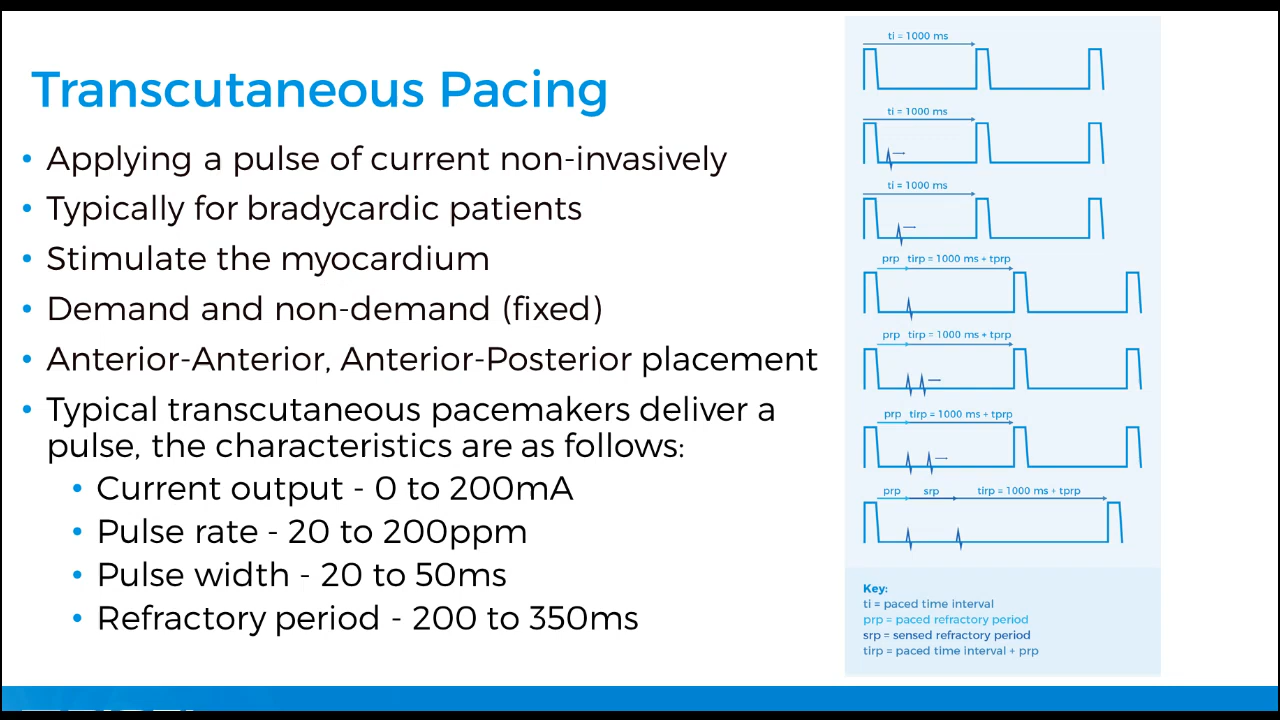 Transcutaneous Pacing
• Applying a pulse of current non-invasively
• Typically for bradycardic patients
• Stimulate the myocardium
• Demand and non-demand (fixed)
• Anterior-Anterior, Anterior-Posterior placement
• Typical transcutaneous pacemakers deliver a
pulse, the characteristics are as follows:
• Current output - 0 to 200mA
• Pulse rate - 20 to 200ppm
• Pulse width - 20 to 50ms
• Refractory period - 200 to 350ms
ti = 1000 ms
ti = 1000 ms
ti = 1000 ms
prp tirp = 1000 ms + tprp
prp tirp = 1000 ms + tprp
prp tirp = 1000 ms + tprp
prp srp tirp = 1000 ms + tprp
Key:
ti = paced time interval
prp = paced refractory period
srp = sensed refractory period
tirp = paced time interval + prp